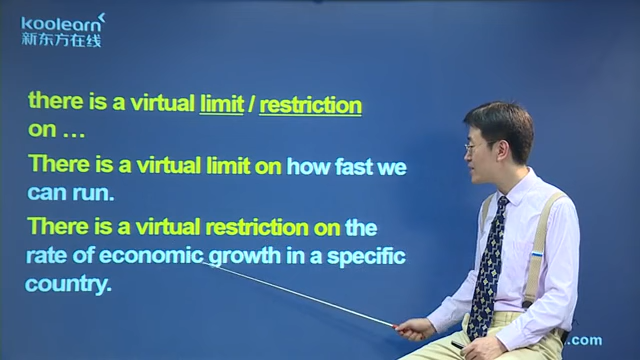 koolearn
新东方在线
there is a virtual limit / restriction
on …
There is a virtual limit on how fast we
can run.
There is a virtual restriction on the
rate of economic growth in a specific
country.
.com